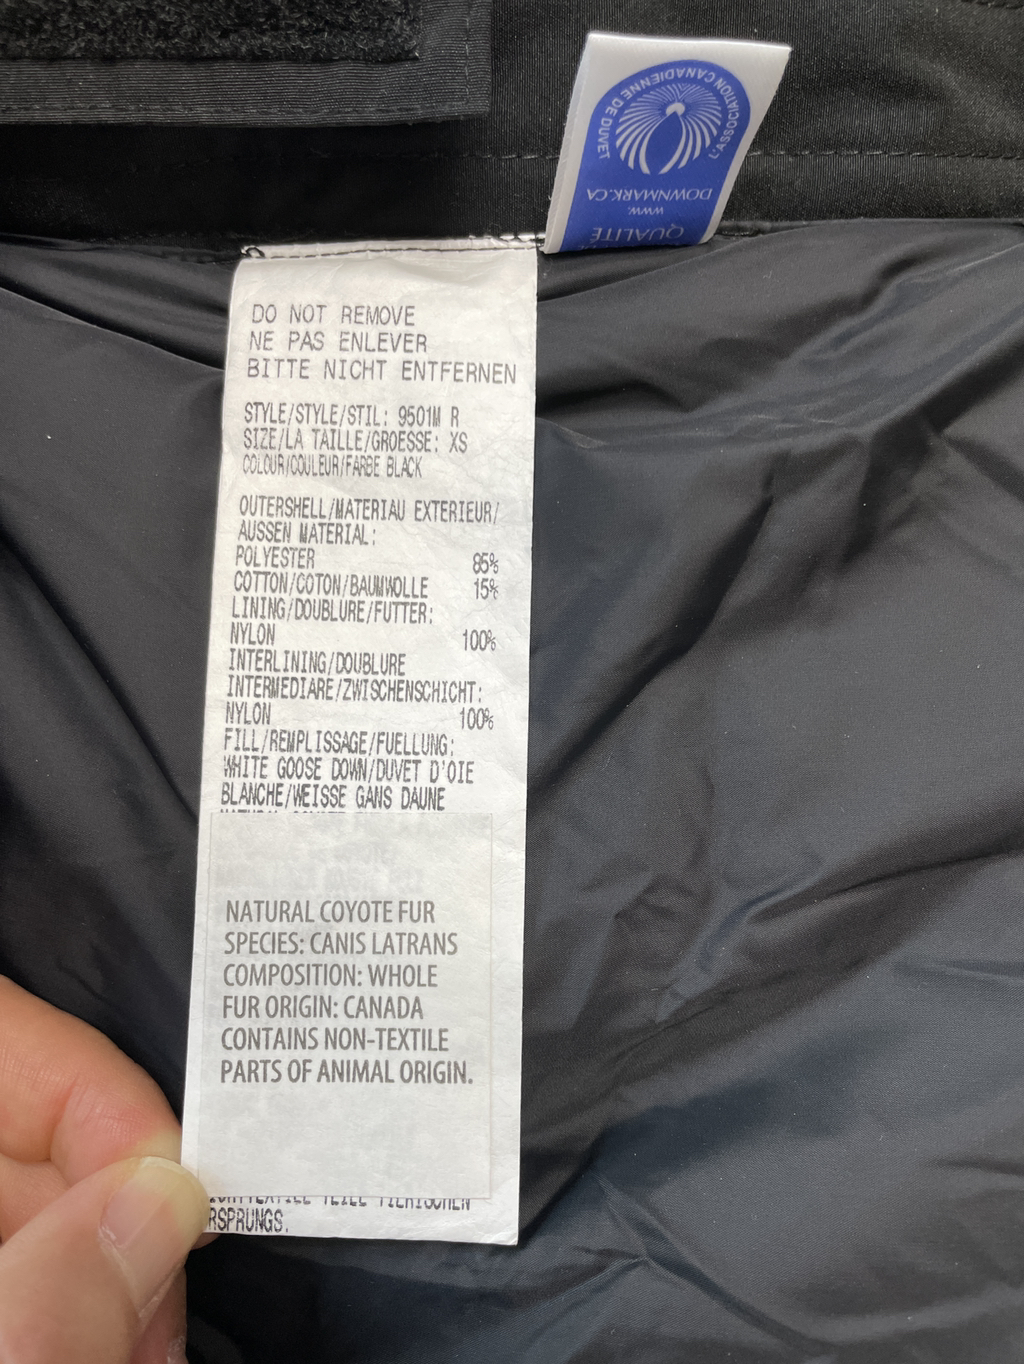 L'ASSOCIATION CANADIENNE DE DUVET
DOWNMARK.CA
www.
QUALITÉ
DO NOT REMOVE
NE PAS ENLEVER
BITTE NICHT ENTFERNEN
STYLE/STYLE/STIL: 9501M R
SIZE/LA TAILLE/GROESSE: XS
COLOUR/COULEUR/FARBE BLACK
OUTERSHELL/MATERIAU EXTERIEUR/
AUSSEN MATERIAL:
POLYESTER 85%
COTTON/COTON/BAUMWOLLE 15%
LINING/DOUBLURE/FUTTER:
NYLON 100%
INTERLINING/DOUBLURE
INTERMEDIARE/ZWISCHENSCHICHT:
NYLON 100%
FILL/REMPLISSAGE/FUELLUNG:
WHITE GOOSE DOWN/DUVET D'OIE
BLANCHE/WEISSE GANS DAUNE
NATURAL COYOTE FUR
SPECIES: CANIS LATRANS
COMPOSITION: WHOLE
FUR ORIGIN: CANADA
CONTAINS NON-TEXTILE
PARTS OF ANIMAL ORIGIN.
TEILE TIERISCHEN
RSPRUNGS.